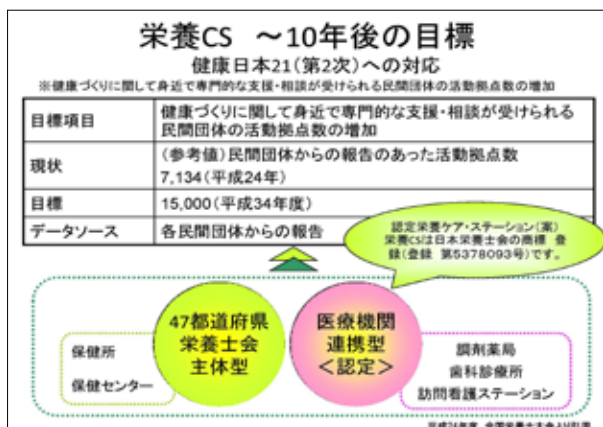 栄養CS ～10年後の目標
健康日本21(第2次)への対応
※健康づくりに関して身近で専門的な支援・相談が受けられる民間団体の活動拠点数の増加
目標項目
健康づくりに関して身近で専門的な支援・相談が受けられる
民間団体の活動拠点数の増加
現状
(参考値)民間団体からの報告のあった活動拠点数
7,134(平成24年)
目標
15,000(平成34年度)
データソース
各民間団体からの報告
認定栄養ケア・ステーション(案)
栄養CSは日本栄養士会の商標 登
録(登録 第5378093号)です。
47都道府県
栄養士会
主体型
医療機関
連携型
＜認定＞
保健所
保健センター
調剤薬局
歯科診療所
訪問看護ステーション